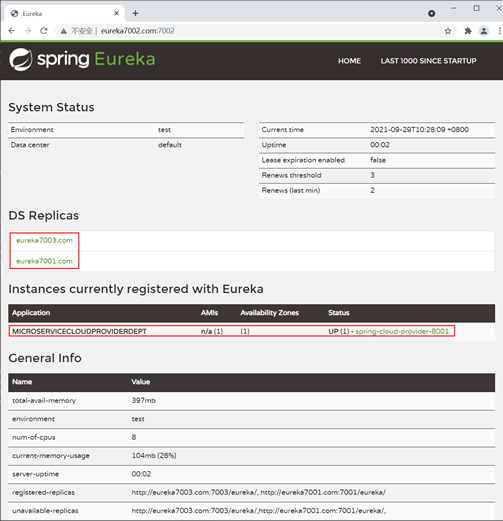 Eureka
不安全 | eureka7002.com:7002
spring Eureka
HOME LAST 1000 SINCE STARTUP
System Status
Environment test
Data center default
Current time 2021-09-29T10:28:09 +0800
Uptime 00:02
Lease expiration enabled false
Renews threshold 3
Renews (last min) 2
DS Replicas
eureka7003.com
eureka7001.com
Instances currently registered with Eureka
Application AMIs Availability Zones Status
MICROSERVICECLOUDPROVIDERDEPT n/a (1) (1) UP (1) - spring-cloud-provider-8001
General Info
Name Value
total-avail-memory 397mb
environment test
num-of-cpus 8
current-memory-usage 104mb (26%)
server-uptime 00:02
registered-replicas http://eureka7003.com:7003/eureka/, http://eureka7001.com:7001/eureka/
unavailable-replicas http://eureka7003.com:7003/eureka/,http://eureka7001.com:7001/eureka/,